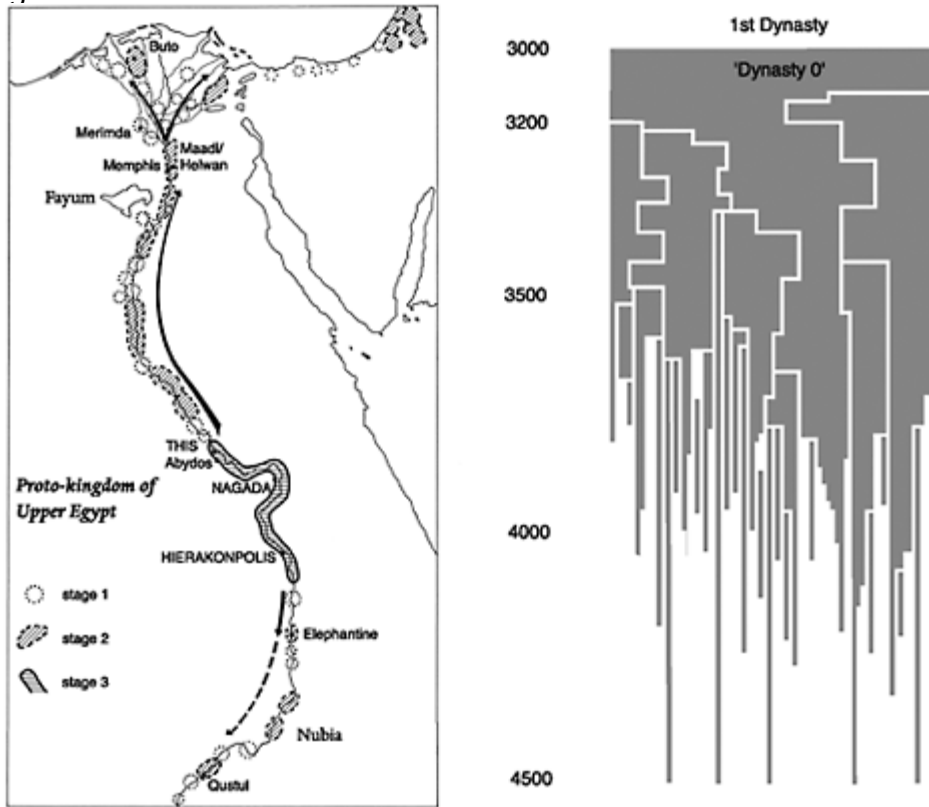 Buto
Merimda
Maadi/
Helwan
Memphis
Fayum
THIS
Abydos
NAGADA
Proto-kingdom of
Upper Egypt
HIERAKONPOLIS
stage 1
stage 2
stage 3
Elephantine
Nubia
Qustul
1st Dynasty
3000
'Dynasty 0'
3200
3500
4000
4500